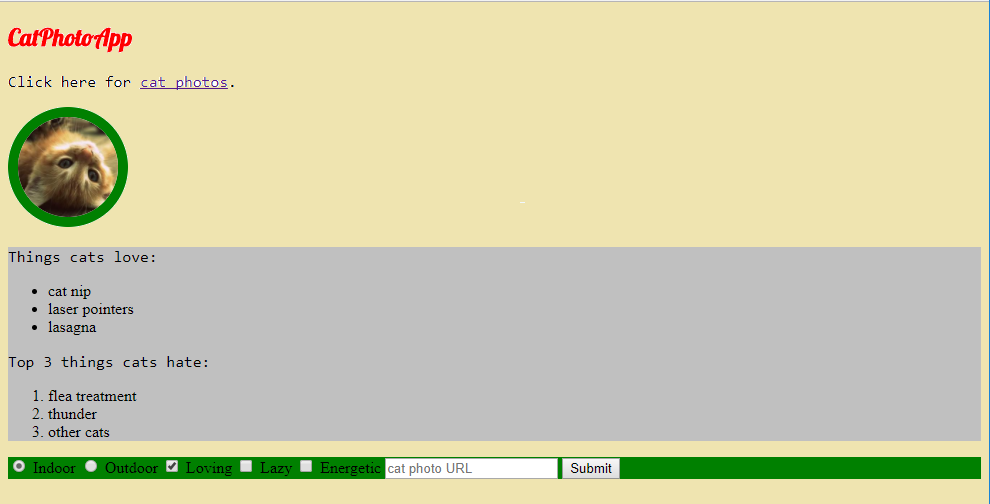 CatPhotoApp
Click here for cat photos.
Things cats love:
cat nip
laser pointers
lasagna
Top 3 things cats hate:
1. flea treatment
2. thunder
3. other cats
Indoor Outdoor Loving Lazy Energetic cat photo URL Submit